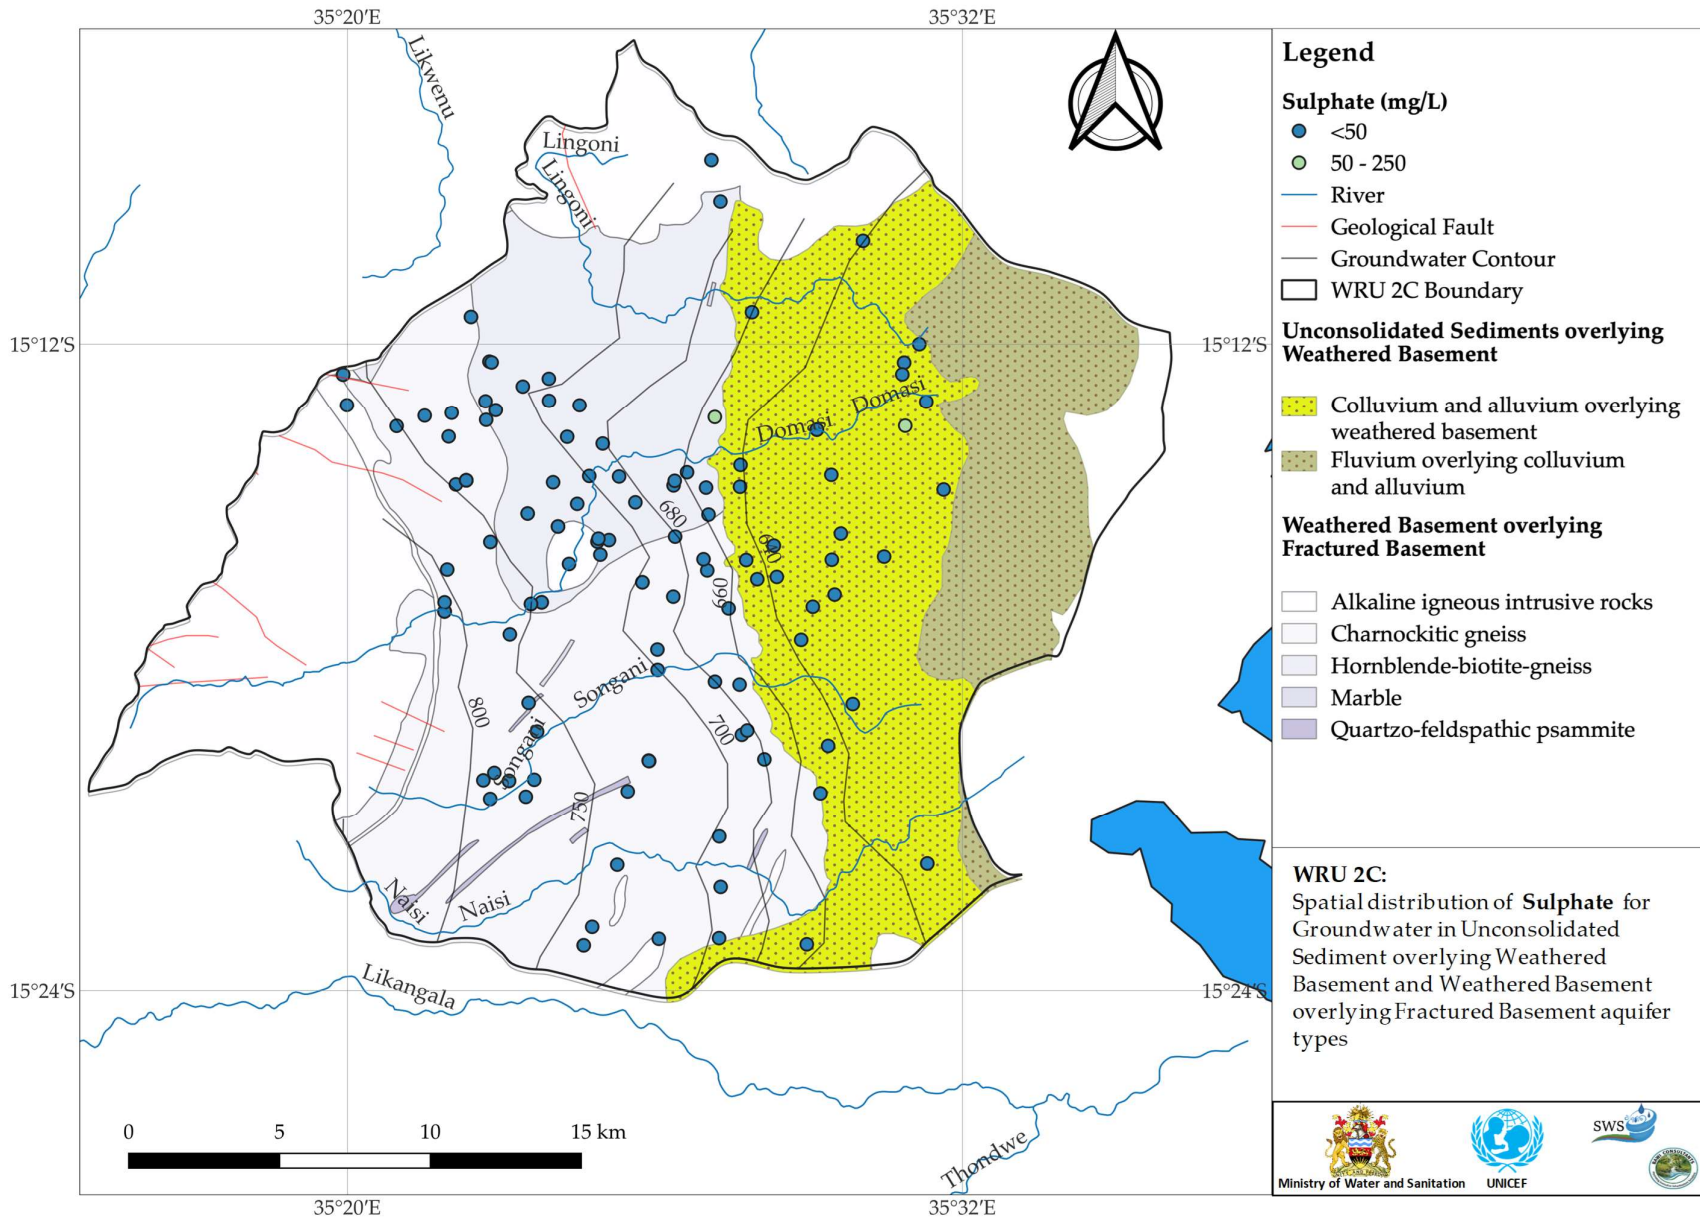 35°20′E
35°32′E
Likwenu
Lingoni
Lingoni
15°12′S
15°12′S
Domasi
Domasi
680
640
660
Songani
Songani
800
700
750
Naisi
Naisi
15°24′S
15°24′S
Likangala
Thondwe
0 5 10 15 km
35°20′E
35°32′E
Legend
Sulphate (mg/L)
<50
50 - 250
River
Geological Fault
Groundwater Contour
WRU 2C Boundary
Unconsolidated Sediments overlying
Weathered Basement
Colluvium and alluvium overlying
weathered basement
Fluvium overlying colluvium
and alluvium
Weathered Basement overlying
Fractured Basement
Alkaline igneous intrusive rocks
Charnockitic gneiss
Hornblende-biotite-gneiss
Marble
Quartzo-feldspathic psammite
WRU 2C:
Spatial distribution of Sulphate for
Groundwater in Unconsolidated
Sediment overlying Weathered
Basement and Weathered Basement
overlying Fractured Basement aquifer
types
Ministry of Water and Sanitation
UNICEF
SWS